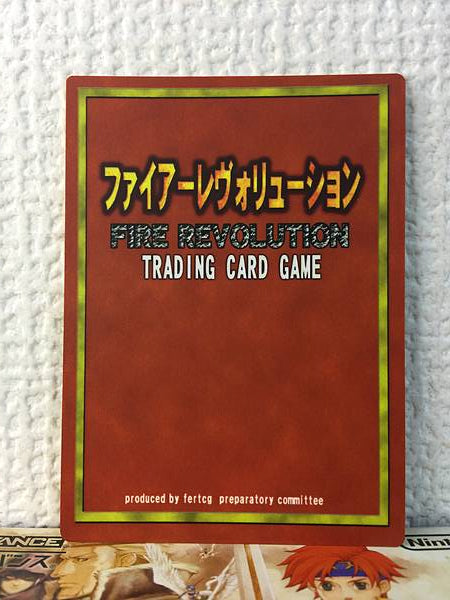 ファイアーレヴォリューション
FIRE REVOLUTION
TRADING CARD GAME
produced by fertcg preparatory committee